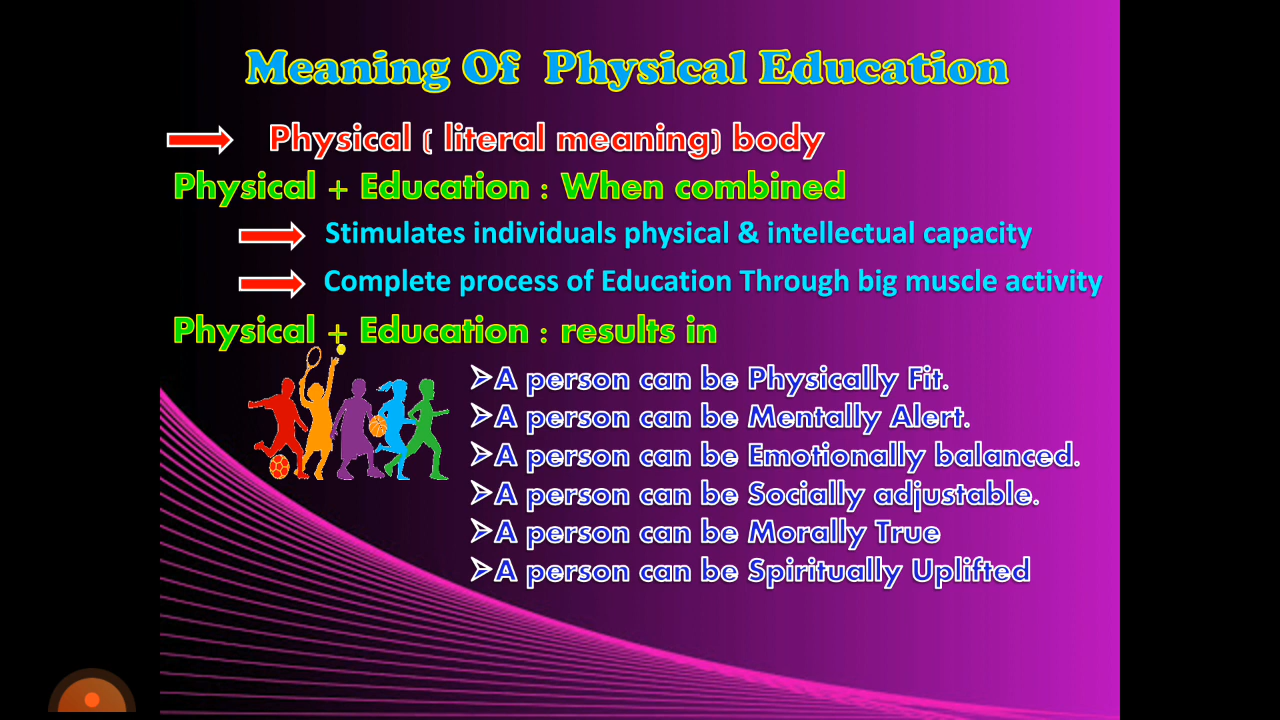 Meaning Of Physical Education
Physical ( literal meaning) body
Physical + Education : When combined
Stimulates individuals physical & intellectual capacity
Complete process of Education Through big muscle activity
Physical + Education : results in
➢A person can be Physically Fit.
➢A person can be Mentally Alert.
➢A person can be Emotionally balanced.
➢A person can be Socially adjustable.
➢A person can be Morally True
➢A person can be Spiritually Uplifted